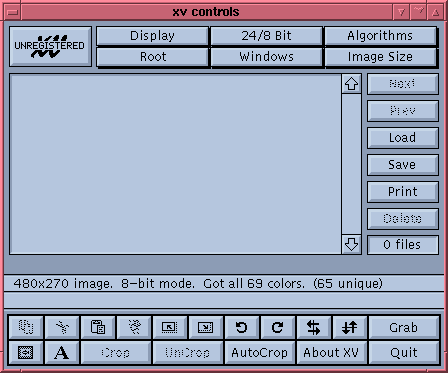 xv controls
UNREGISTERED
xv
Display 24/8 Bit Algorithms
Root Windows Image Size
Next
Prev
Load
Save
Print
Delete
0 files
480x270 image. 8-bit mode. Got all 69 colors. (65 unique)
Grab
A Crop UnCrop AutoCrop About XV Quit